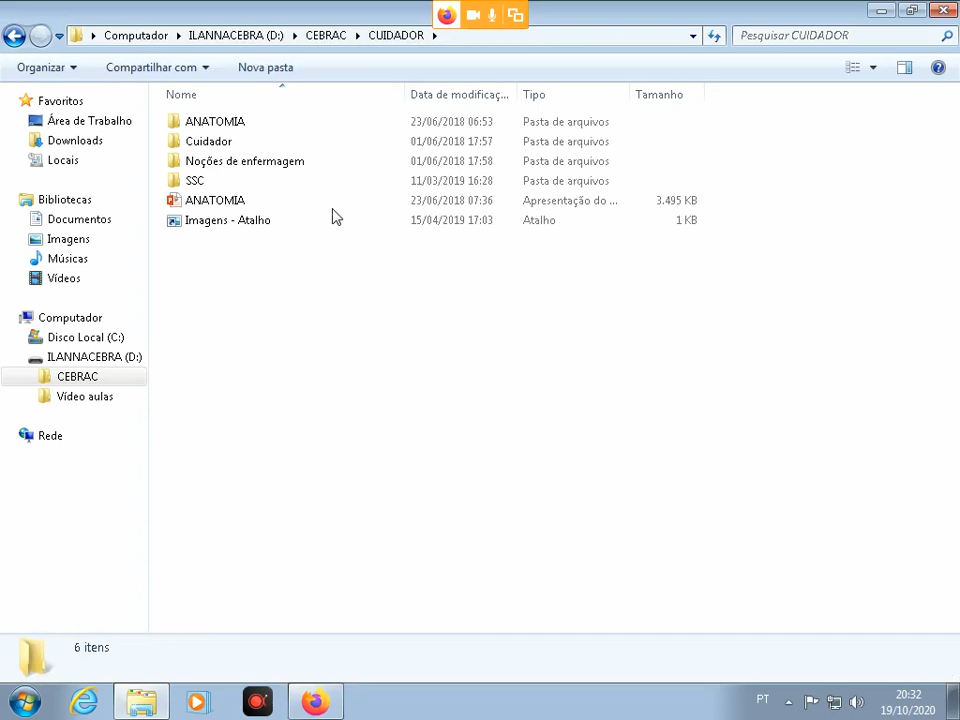 Computador ILANNACEBRA (D:) CEBRAC CUIDADOR
Pesquisar CUIDADOR
Organizar Compartilhar com Nova pasta
Nome Data de modificaç... Tipo Tamanho
ANATOMIA 23/06/2018 06:53 Pasta de arquivos
Cuidador 01/06/2018 17:57 Pasta de arquivos
Noções de enfermagem 01/06/2018 17:58 Pasta de arquivos
SSC 11/03/2019 16:28 Pasta de arquivos
ANATOMIA 23/06/2018 07:36 Apresentação do ... 3.495 KB
Imagens - Atalho 15/04/2019 17:03 Atalho 1 KB
Favoritos
Área de Trabalho
Downloads
Locais
Bibliotecas
Documentos
Imagens
Músicas
Vídeos
Computador
Disco Local (C:)
ILANNACEBRA (D:)
CEBRAC
Vídeo aulas
Rede
6 itens
PT
20:32
19/10/2020